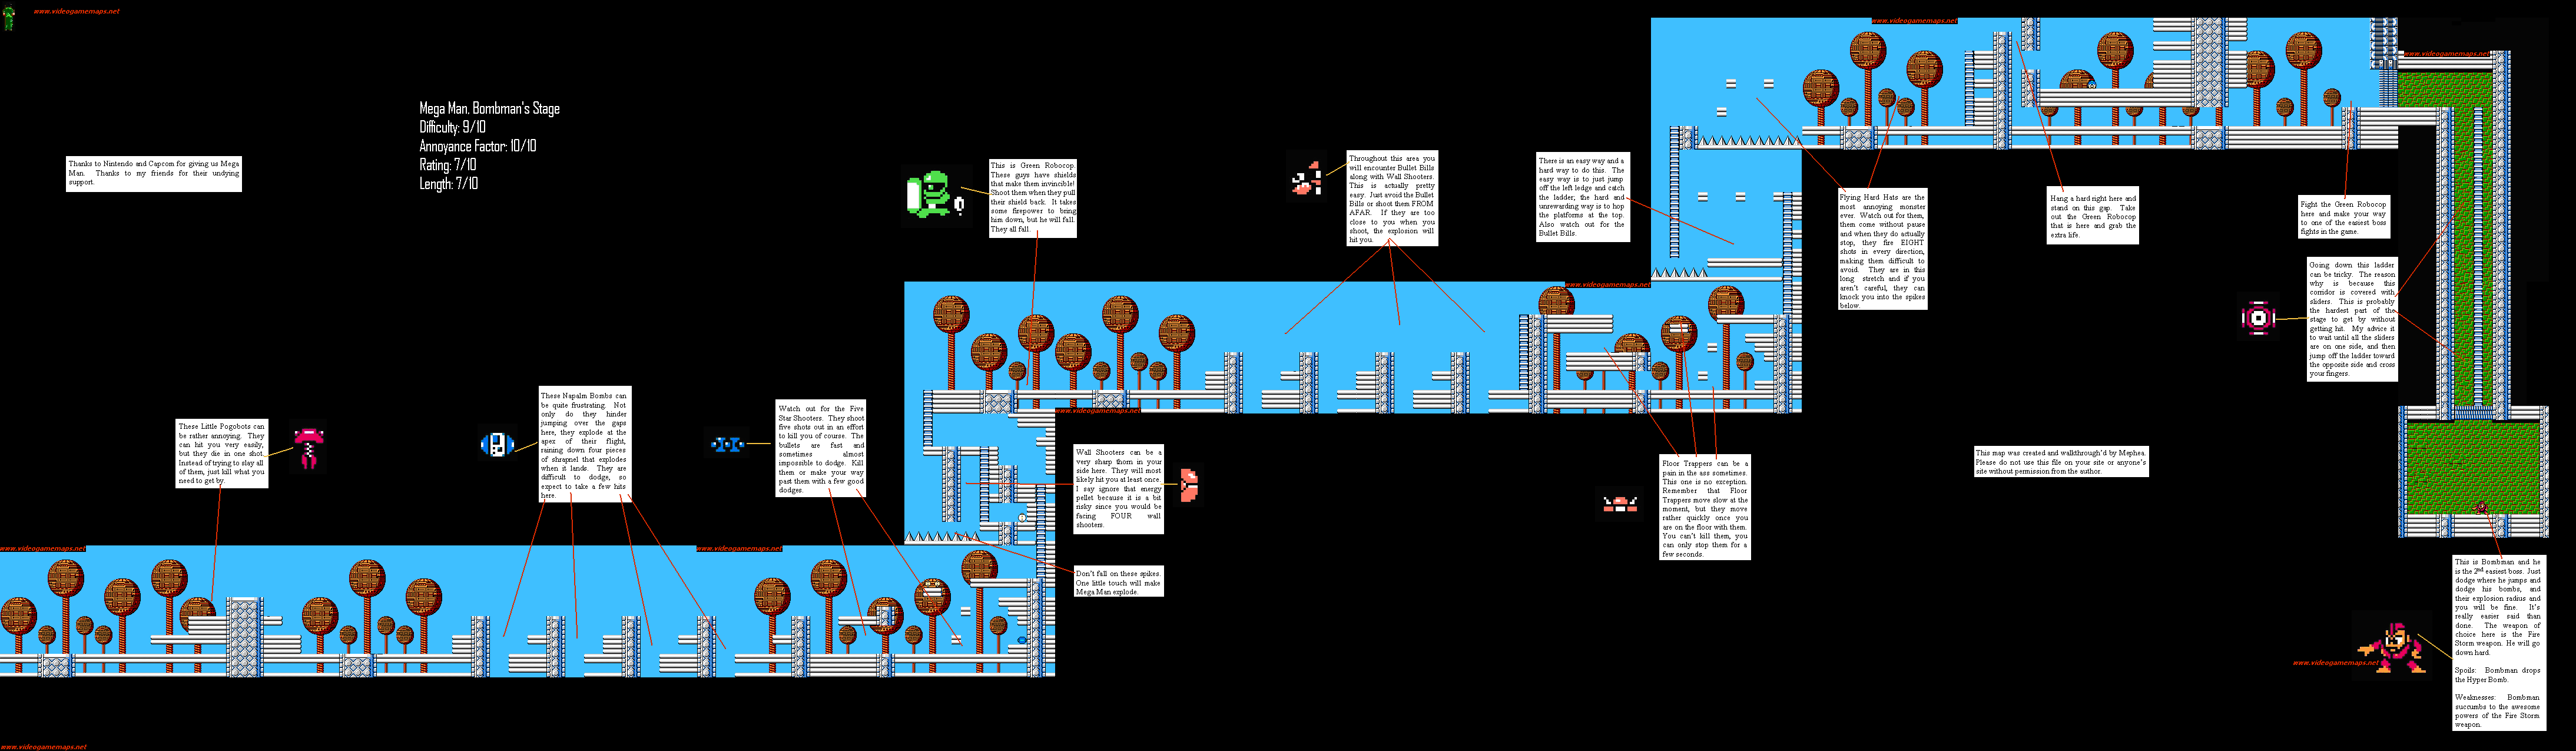 www.videogamemaps.net
www.videogamemaps.net
www.videogamemaps.net
Mega Man. Bombman's Stage
Difficulty: 9/10
Annoyance Factor: 10/10
Rating: 7/10
Length: 7/10
Thanks to Nintendo and Capcom for giving us Mega
Man. Thanks to my friends for their undying
support.
This is Green Robocop.
These guys have shields
that make them invincible!
Shoot them when they pull
their shield back. It takes
some firepower to bring
him down, but he will fall.
They all fall.
Throughout this area you
will encounter Bullet Bills
along with Wall Shooters.
This is actually pretty
easy. Just avoid the Bullet
Bills or shoot them FROM
AFAR. If they are too
close to you when you
shoot, the explosion will
hit you.
There is an easy way and a
hard way to do this. The
easy way is to just jump
off the left ledge and catch
the ladder, the hard and
unrewarding way is to hop
the platforms at the top.
Also watch out for the
Bullet Bills.
Flying Hard Hats are the
most annoying monster
ever. Watch out for them,
them come without pause
and when they do actually
stop, they fire EIGHT
shots in every direction,
making them difficult to
avoid. They are in this
long stretch and if you
aren't careful, they can
knock you into the spikes
below.
Hang a hard right here and
stand on this gap. Take
out the Green Robocop
that is here and grab the
extra life.
Fight the Green Robocop
here and make your way
to one of the easiest boss
fights in the game.
Going down this ladder
can be tricky. The reason
why is because this
corridor is covered with
sliders. This is probably
the hardest part of the
stage to get by without
getting hit. My advice it
to wait until all the sliders
are on one side, and then
jump off the ladder toward
the opposite side and cross
your fingers.
www.videogamemaps.net
These Little Pogobots can
be rather annoying. They
can hit you very easily,
but they die in one shot.
Instead of trying to slay all
of them, just kill what you
need to get by.
These Napalm Bombs can
be quite frustrating. Not
only do they hinder
jumping over the gaps
here, they explode at the
apex of their flight,
raining down four pieces
of shrapnel that explodes
when it lands. They are
difficult to dodge, so
expect to take a few hits
here.
Watch out for the Five
Star Shooters. They shoot
five shots out in an effort
to kill you of course. The
bullets are fast and
sometimes almost
impossible to dodge. Kill
them or make your way
past them with a few good
dodges.
www.videogamemaps.net
Wall Shooters can be a
very sharp thorn in your
side here. They will most
likely hit you at least once.
I say ignore that energy
pellet because it is a bit
risky since you would be
facing FOUR wall
shooters.
Floor Trappers can be a
pain in the ass sometimes.
This one is no exception.
Remember that Floor
Trappers move slow at the
moment, but they move
rather quickly once you
are on the floor with them.
You can't kill them, you
can only stop them for a
few seconds.
This map was created and walkthrough'd by Mephea.
Please do not use this file on your site or anyone's
site without permission from the author.
www.videogamemaps.net
www.videogamemaps.net
Don't fall on these spikes.
One little touch will make
Mega Man explode.
This is Bombman and he
is the 2nd easiest boss. Just
dodge where he jumps and
dodge his bombs, and
their explosion radius and
you will be fine. It's
really easier said than
done. The weapon of
choice here is the Fire
Storm weapon. He will go
down hard.
Spoils: Bombman drops
the Hyper Bomb.
Weaknesses: Bombman
succumbs to the awesome
powers of the Fire Storm
weapon.
www.videogamemaps.net
www.videogamemaps.net